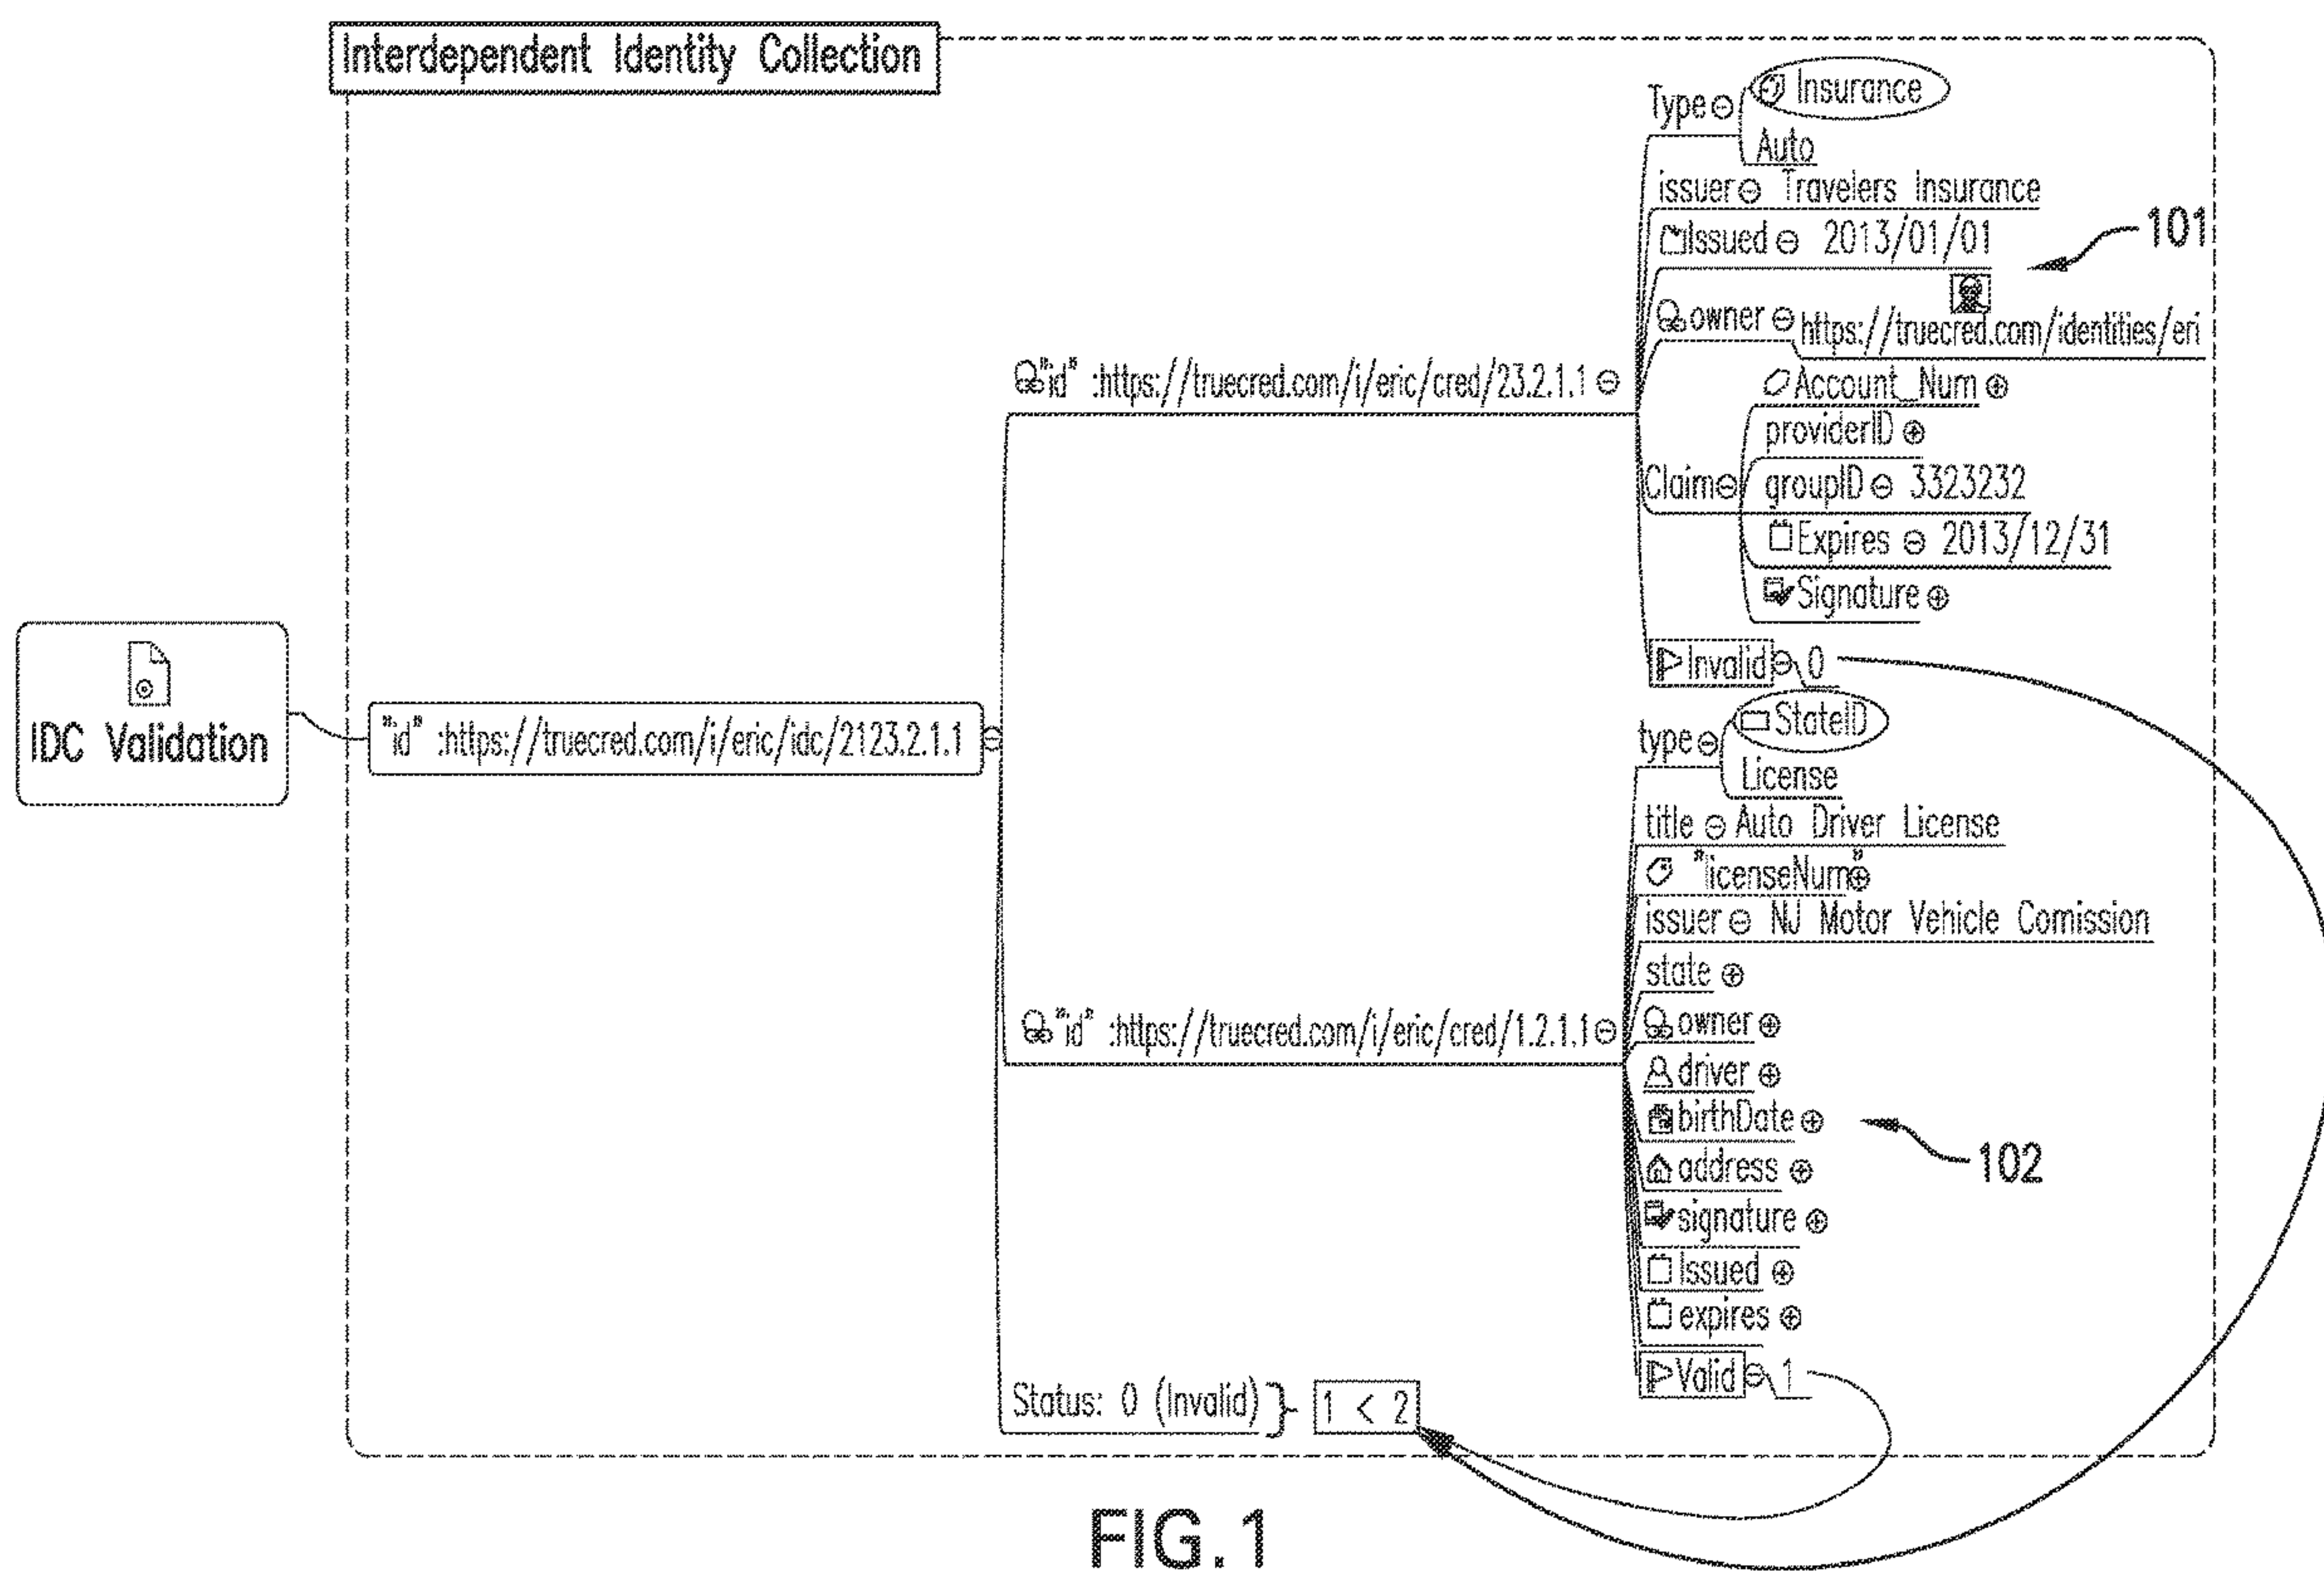 Interdependent Identity Collection
Type ⊖ Insurance
Auto
issuer ⊖ Travelers Insurance
Issued ⊖ 2013/01/01
101
owner ⊖ https://truecred.com/identities/eri
"id" :https://truecred.com/i/eric/cred/23.2.1.1 ⊖
Account_Num ⊕
providerID ⊕
Claim ⊖ groupID ⊖ 3323232
Expires ⊖ 2013/12/31
Signature ⊕
Invalid ⊖ 0
IDC Validation
"id" :https://truecred.com/i/eric/idc/2123.2.1.1 ⊖
type ⊖ StateID
License
title ⊖ Auto Driver License
"licenseNum" ⊕
issuer ⊖ NJ Motor Vehicle Comission
state ⊕
"id" :https://truecred.com/i/eric/cred/1.2.1.1 ⊖
owner ⊕
driver ⊕
birthDate ⊕
102
address ⊕
signature ⊕
Issued ⊕
expires ⊕
Valid ⊖ 1
Status: 0 (Invalid) } 1 < 2
FIG. 1